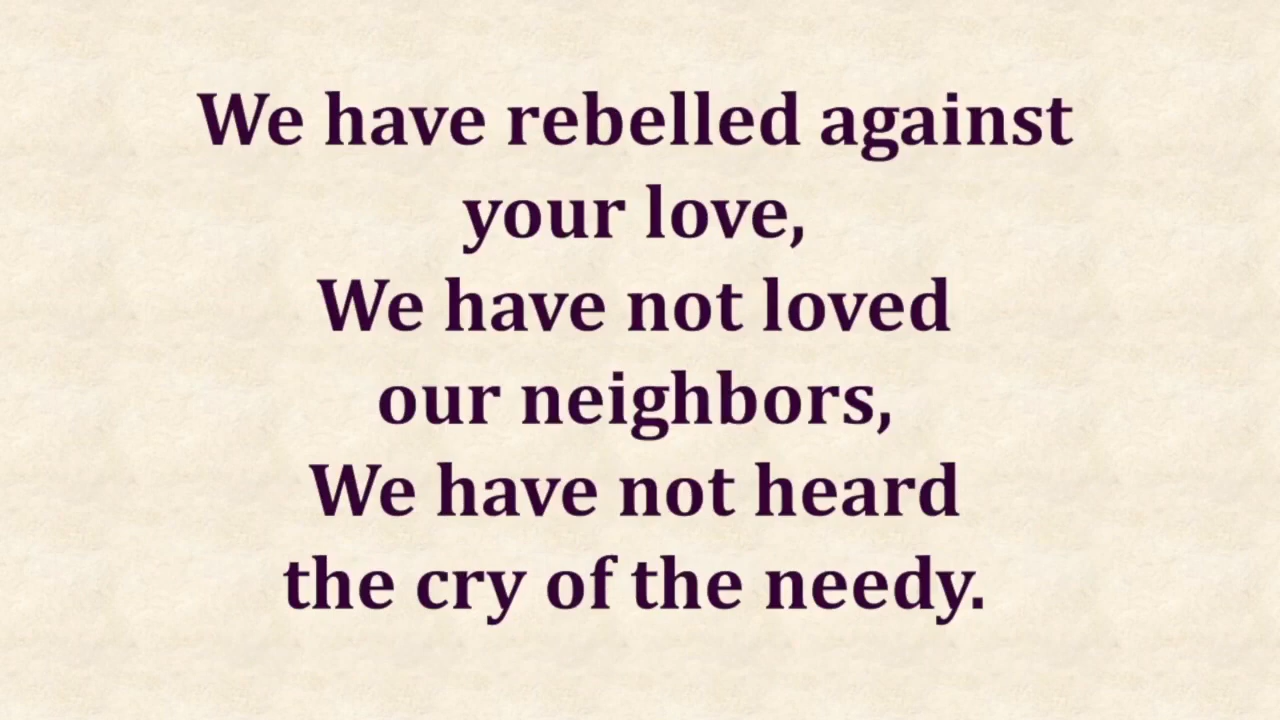 We have rebelled against
your love,
We have not loved
our neighbors,
We have not heard
the cry of the needy.